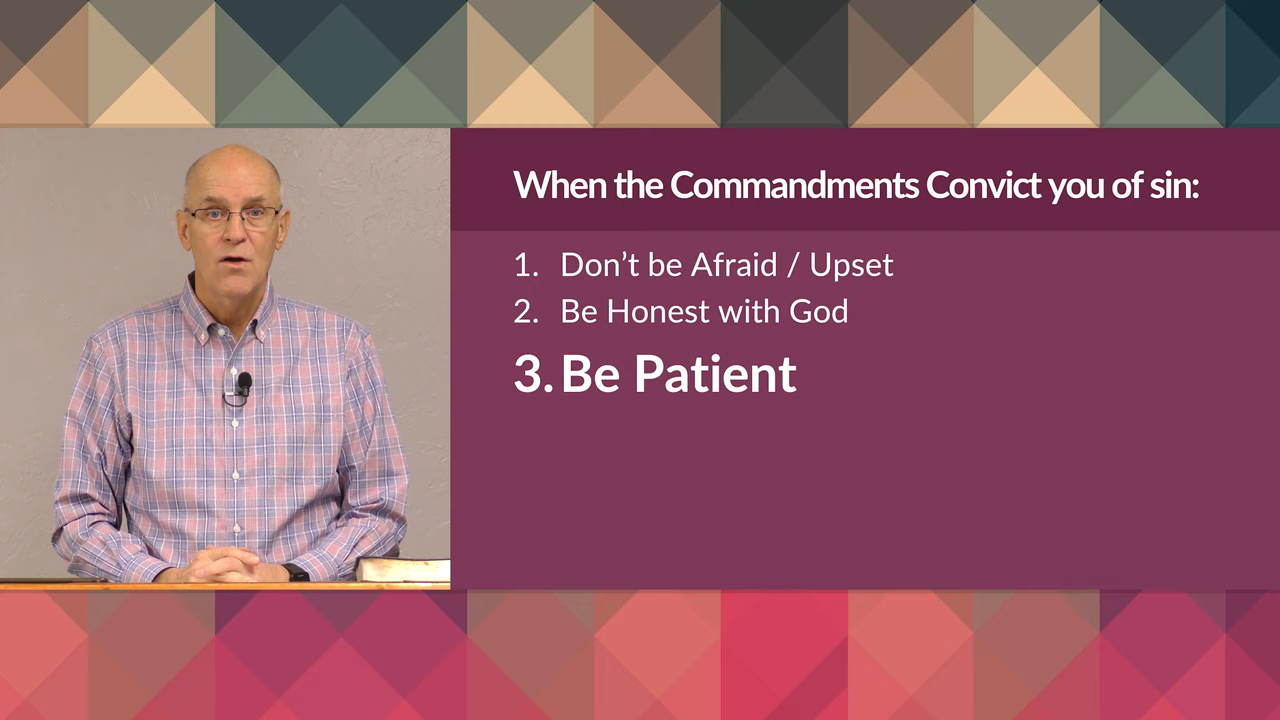 When the Commandments Convict you of sin:
1. Don't be Afraid / Upset
2. Be Honest with God
3. Be Patient